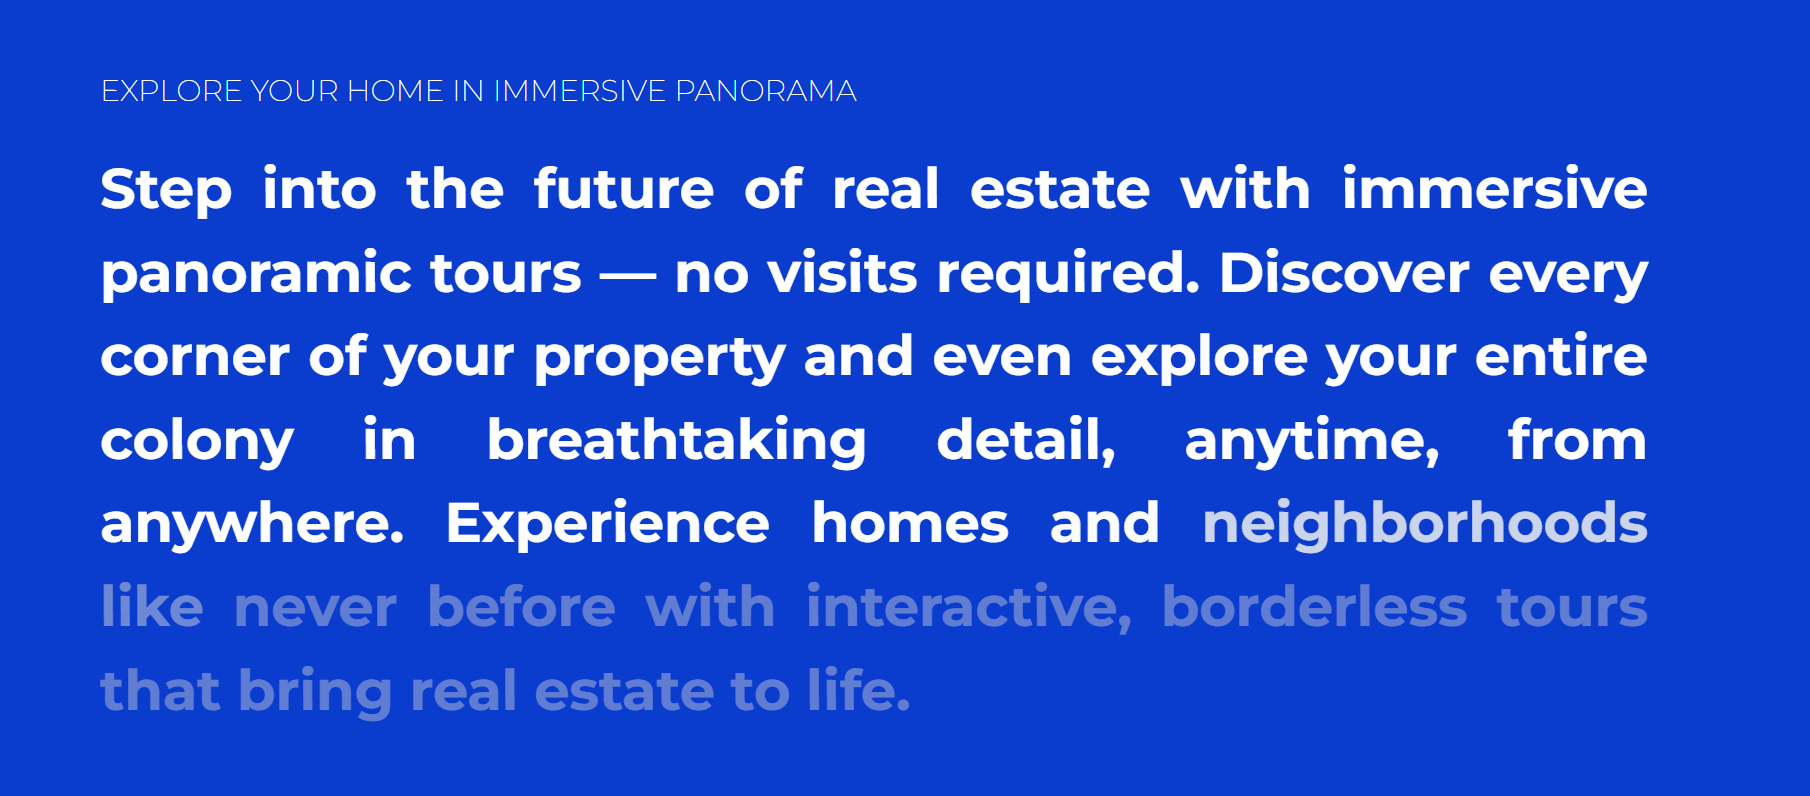 EXPLORE YOUR HOME IN IMMERSIVE PANORAMA
Step into the future of real estate with immersive
panoramic tours — no visits required. Discover every
corner of your property and even explore your entire
colony in breathtaking detail, anytime, from
anywhere. Experience homes and neighborhoods
like never before with interactive, borderless tours
that bring real estate to life.